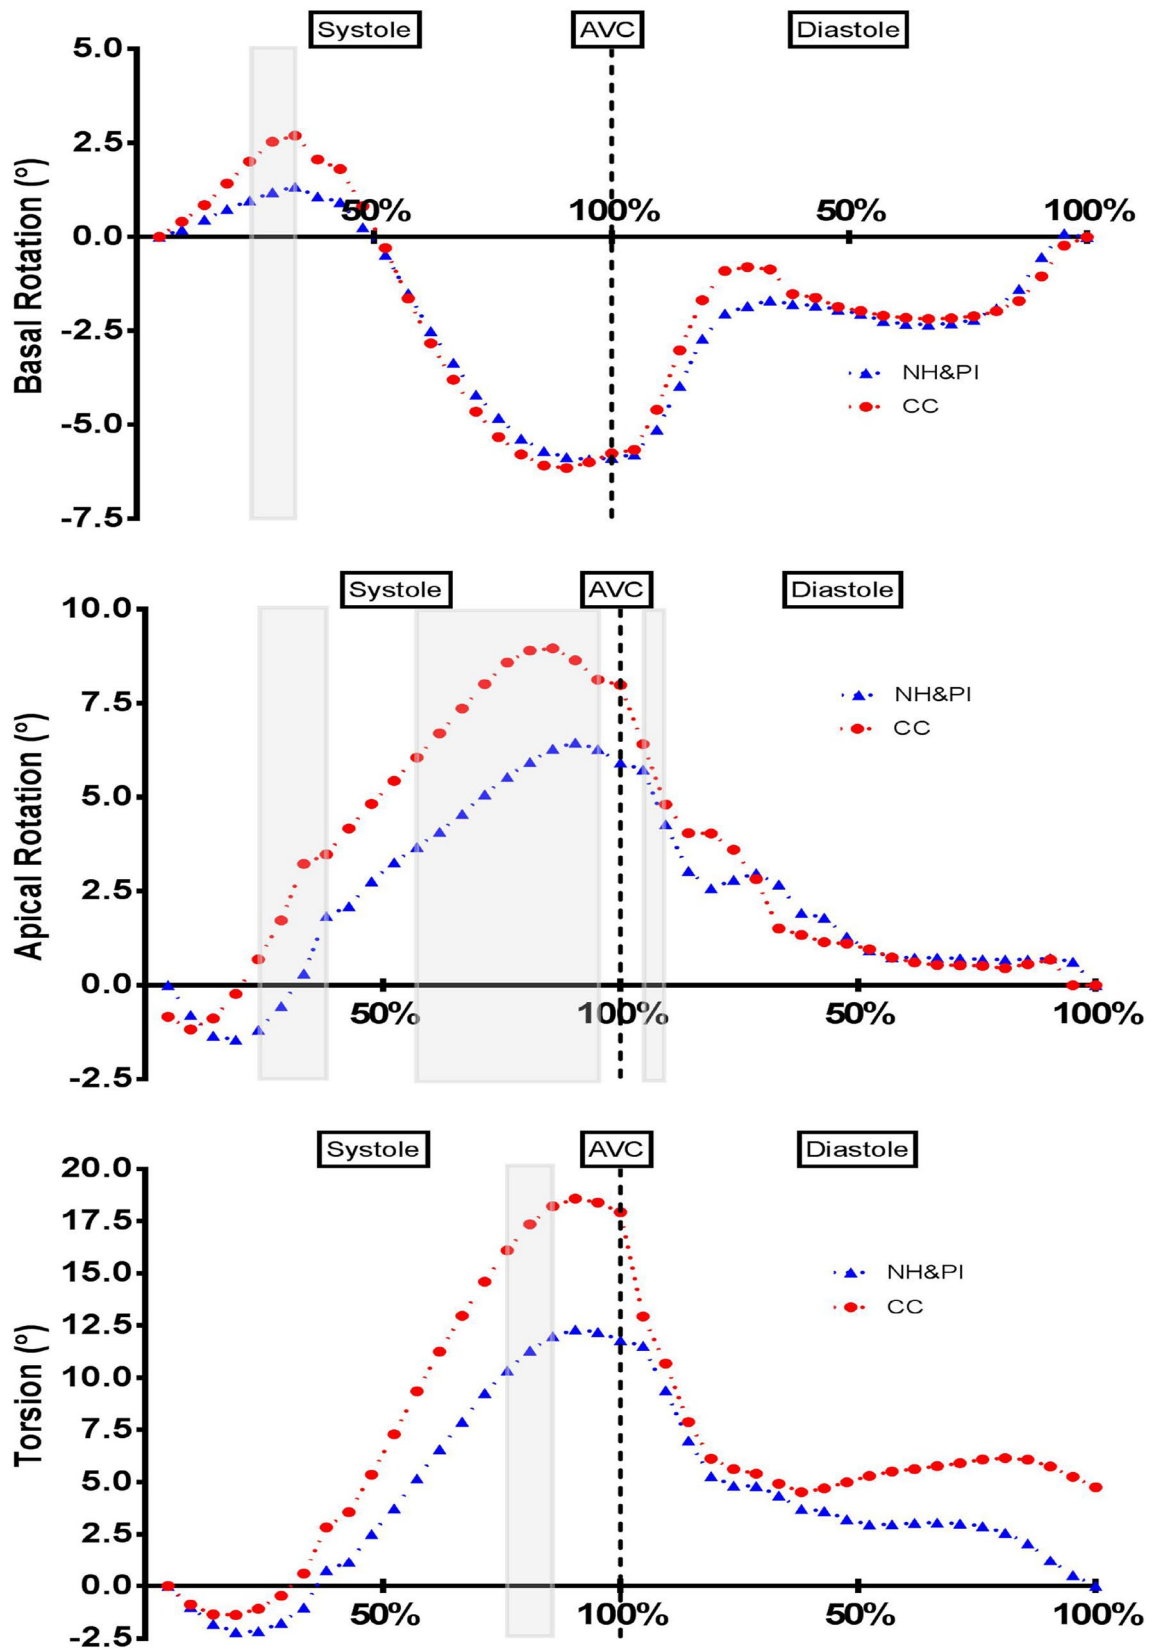 Systole AVC Diastole
5.0
2.5
50% 100% 50% 100%
0.0
-2.5
NH&PI
CC
-5.0
-7.5
Basal Rotation (º)
Systole AVC Diastole
10.0
7.5
NH&PI
CC
5.0
2.5
0.0
50% 100% 50% 100%
-2.5
Apical Rotation (º)
Systole AVC Diastole
20.0
17.5
15.0
NH&PI
CC
12.5
10.0
7.5
5.0
2.5
0.0
50% 100% 50% 100%
-2.5
Torsion (º)